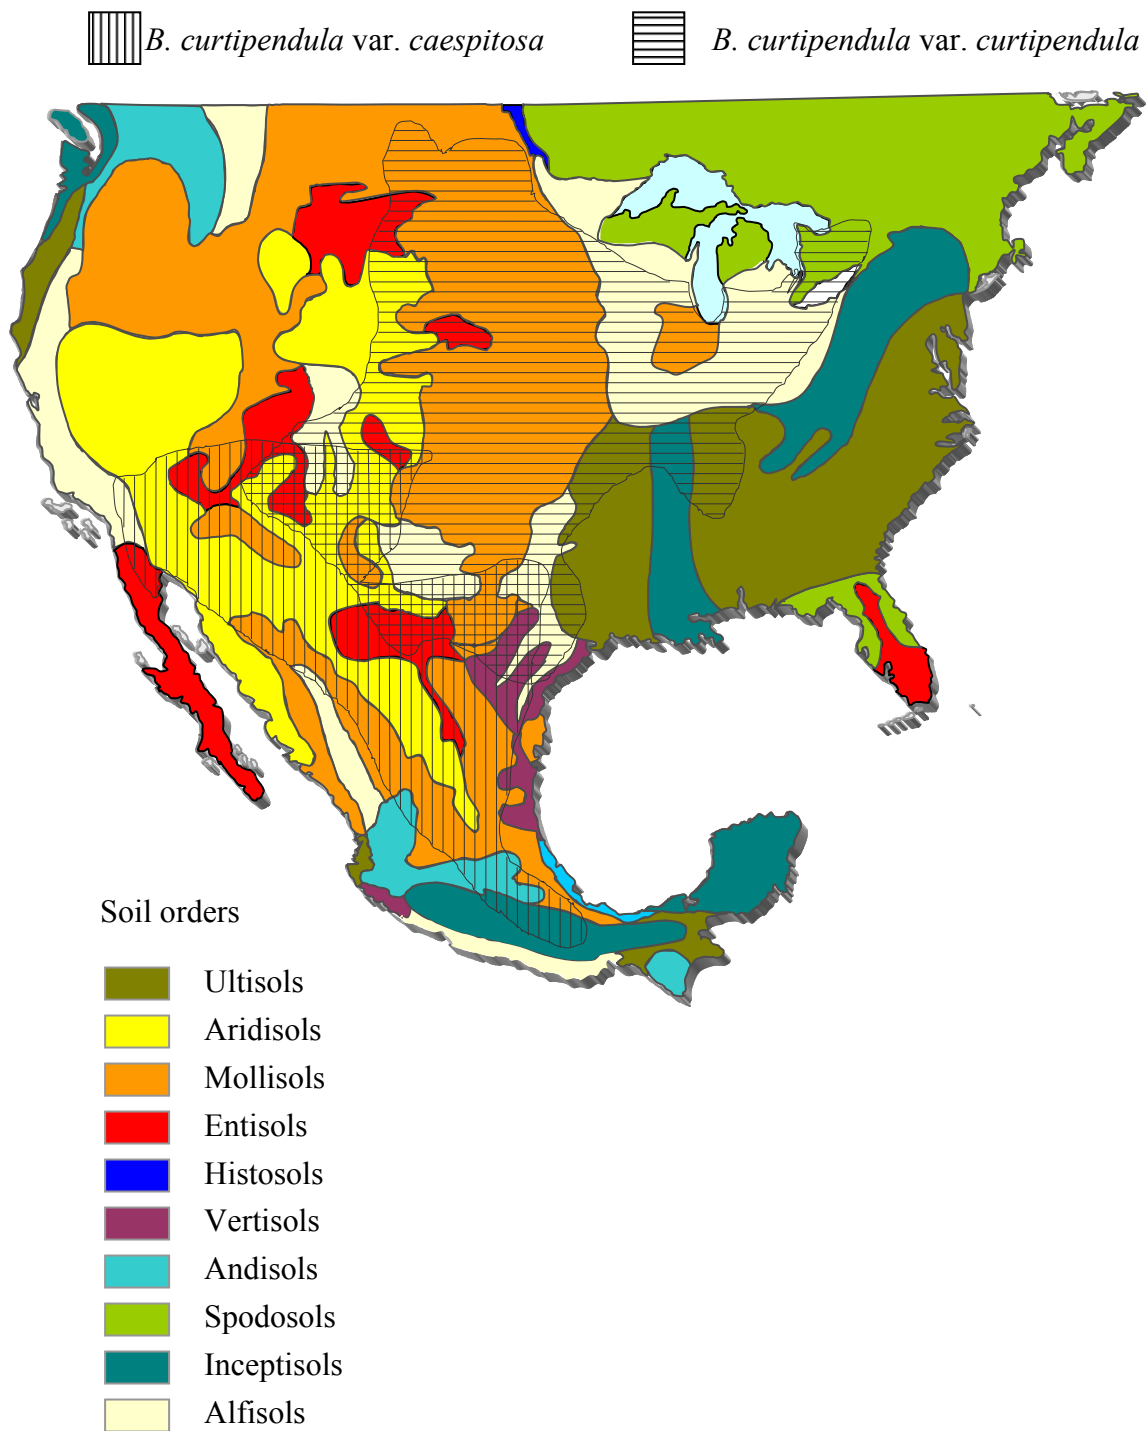 B. curtipendula var. caespitosa
B. curtipendula var. curtipendula
Soil orders
Ultisols
Aridisols
Mollisols
Entisols
Histosols
Vertisols
Andisols
Spodosols
Inceptisols
Alfisols